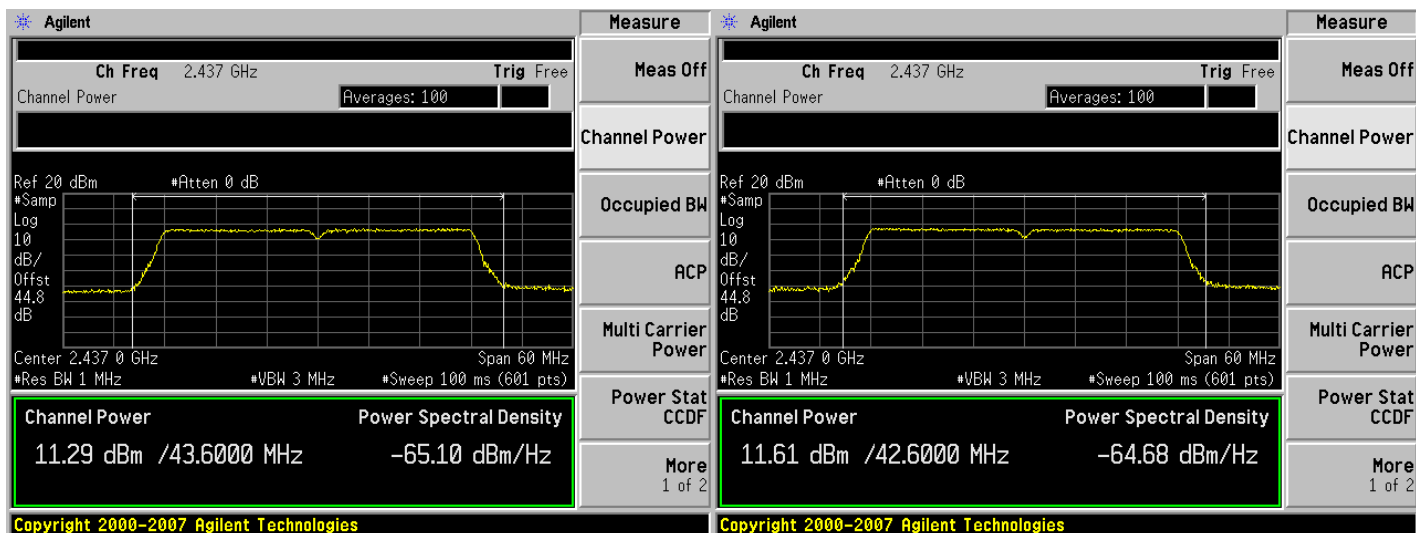 Agilent
Measure
Ch Freq 2.437 GHz Trig Free
Meas Off
Channel Power Averages: 100
Channel Power
Ref 20 dBm #Atten 0 dB
#Samp
Log
10
dB/
Offst
44.8
dB
Occupied BW
ACP
Multi Carrier
Power
Center 2.437 0 GHz Span 60 MHz
#Res BW 1 MHz #VBW 3 MHz #Sweep 100 ms (601 pts)
Power Stat
CCDF
Channel Power Power Spectral Density
11.29 dBm /43.6000 MHz -65.10 dBm/Hz
More
1 of 2
Copyright 2000-2007 Agilent Technologies
Agilent
Measure
Ch Freq 2.437 GHz Trig Free
Meas Off
Channel Power Averages: 100
Channel Power
Ref 20 dBm #Atten 0 dB
#Samp
Log
10
dB/
Offst
44.8
dB
Occupied BW
ACP
Multi Carrier
Power
Center 2.437 0 GHz Span 60 MHz
#Res BW 1 MHz #VBW 3 MHz #Sweep 100 ms (601 pts)
Power Stat
CCDF
Channel Power Power Spectral Density
11.61 dBm /42.6000 MHz -64.68 dBm/Hz
More
1 of 2
Copyright 2000-2007 Agilent Technologies